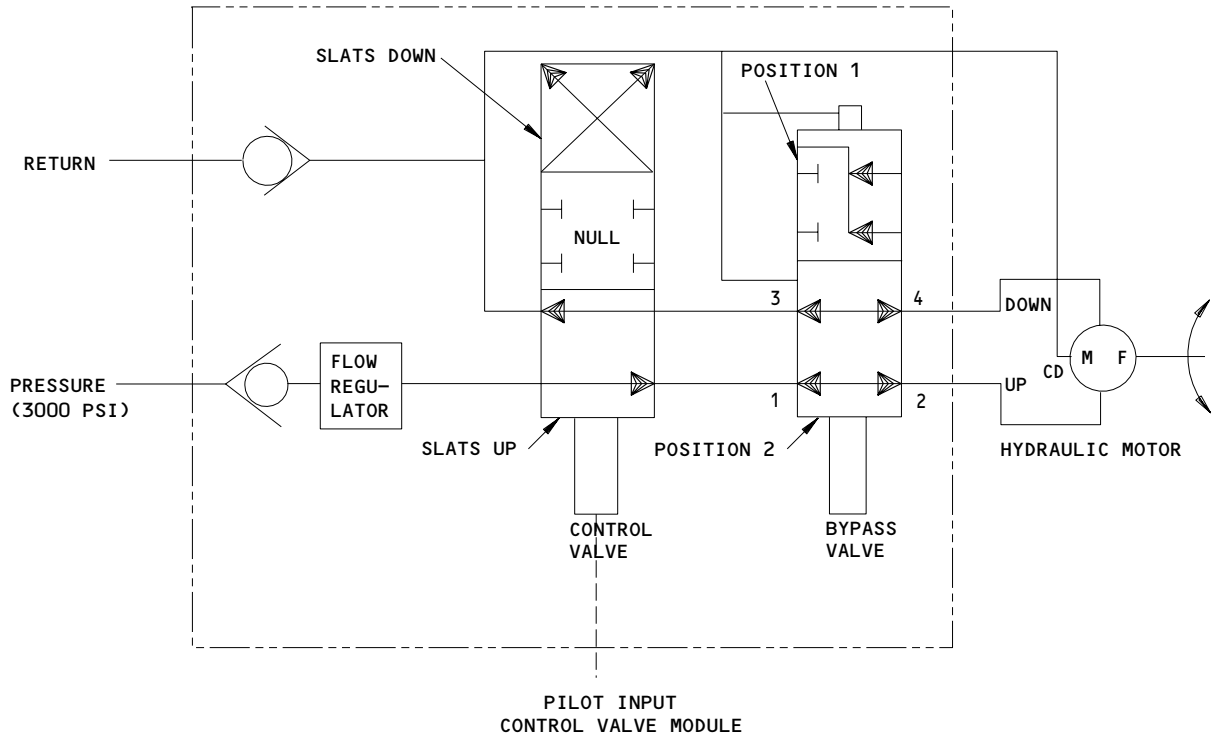 SLATS DOWN
POSITION 1
RETURN
NULL
3
4
DOWN
FLOW
REGU-
LATOR
M F
CD
PRESSURE
(3000 PSI)
UP
1
2
SLATS UP
POSITION 2
HYDRAULIC MOTOR
CONTROL
VALVE
BYPASS
VALVE
PILOT INPUT
CONTROL VALVE MODULE